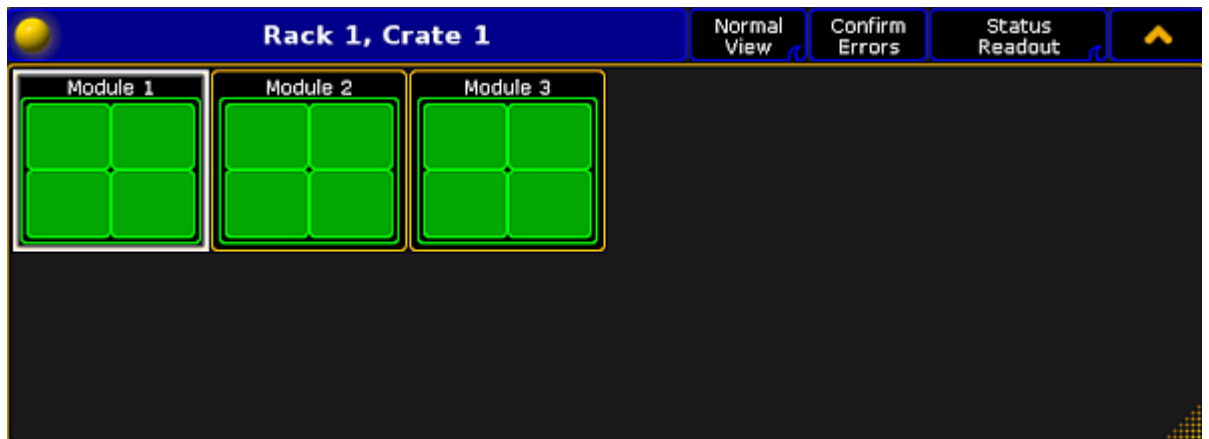 Rack 1, Crate 1
Normal
View
Confirm
Errors
Status
Readout
Module 1
Module 2
Module 3